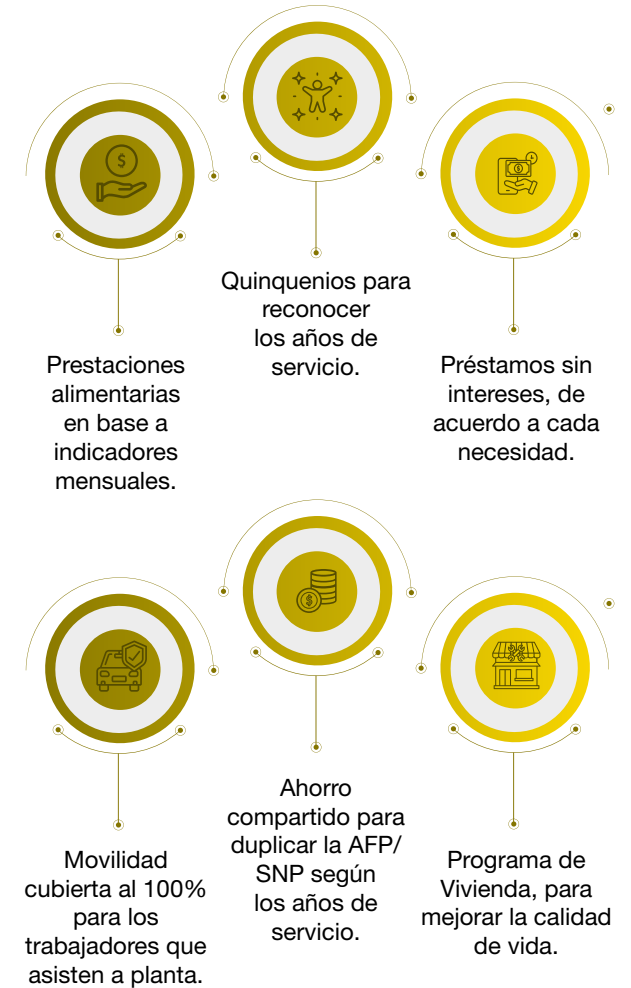 Prestaciones
alimentarias
en base a
indicadores
mensuales.
Quinquenios para
reconocer
los años de
servicio.
Préstamos sin
intereses, de
acuerdo a cada
necesidad.
Movilidad
cubierta al 100%
para los
trabajadores que
asisten a planta.
Ahorro
compartido para
duplicar la AFP/
SNP según
los años de
servicio.
Programa de
Vivienda, para
mejorar la calidad
de vida.